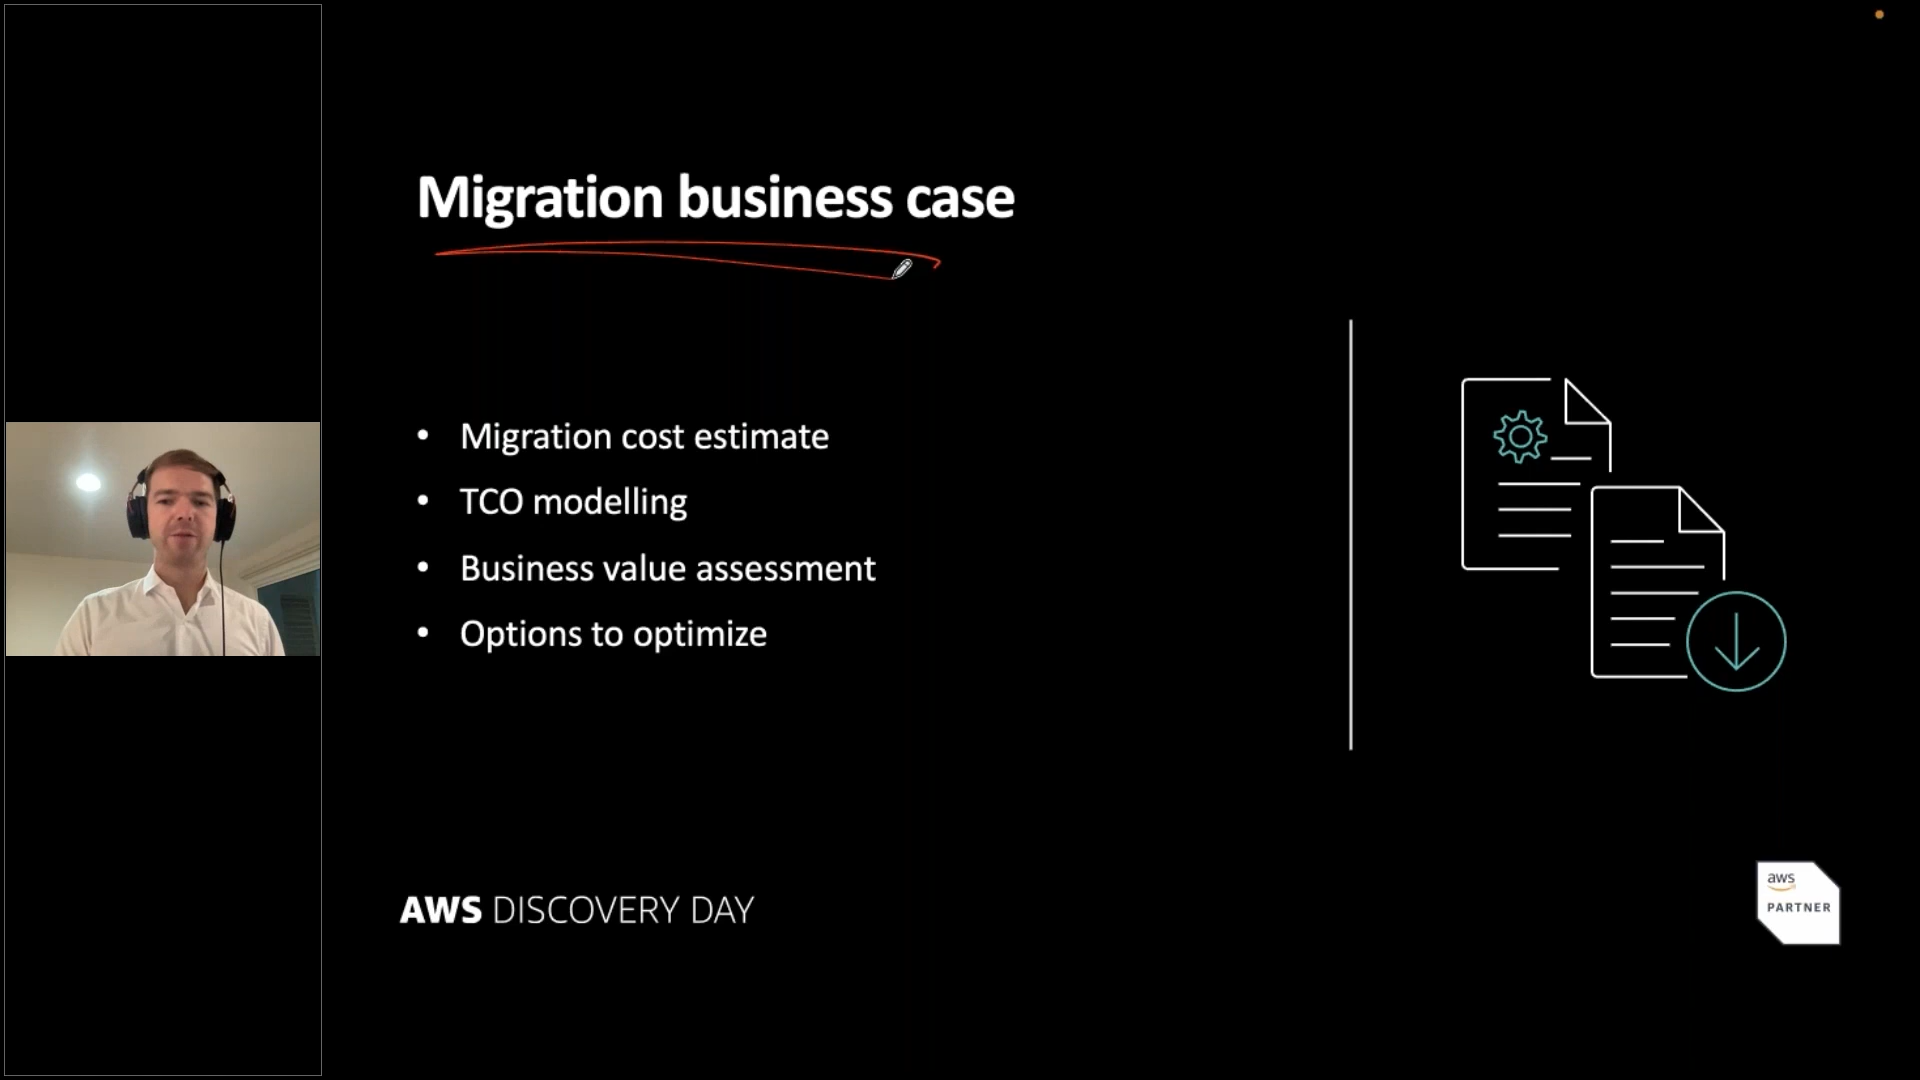 Migration business case
• Migration cost estimate
• TCO modelling
• Business value assessment
• Options to optimize
AWS DISCOVERY DAY
aws
PARTNER